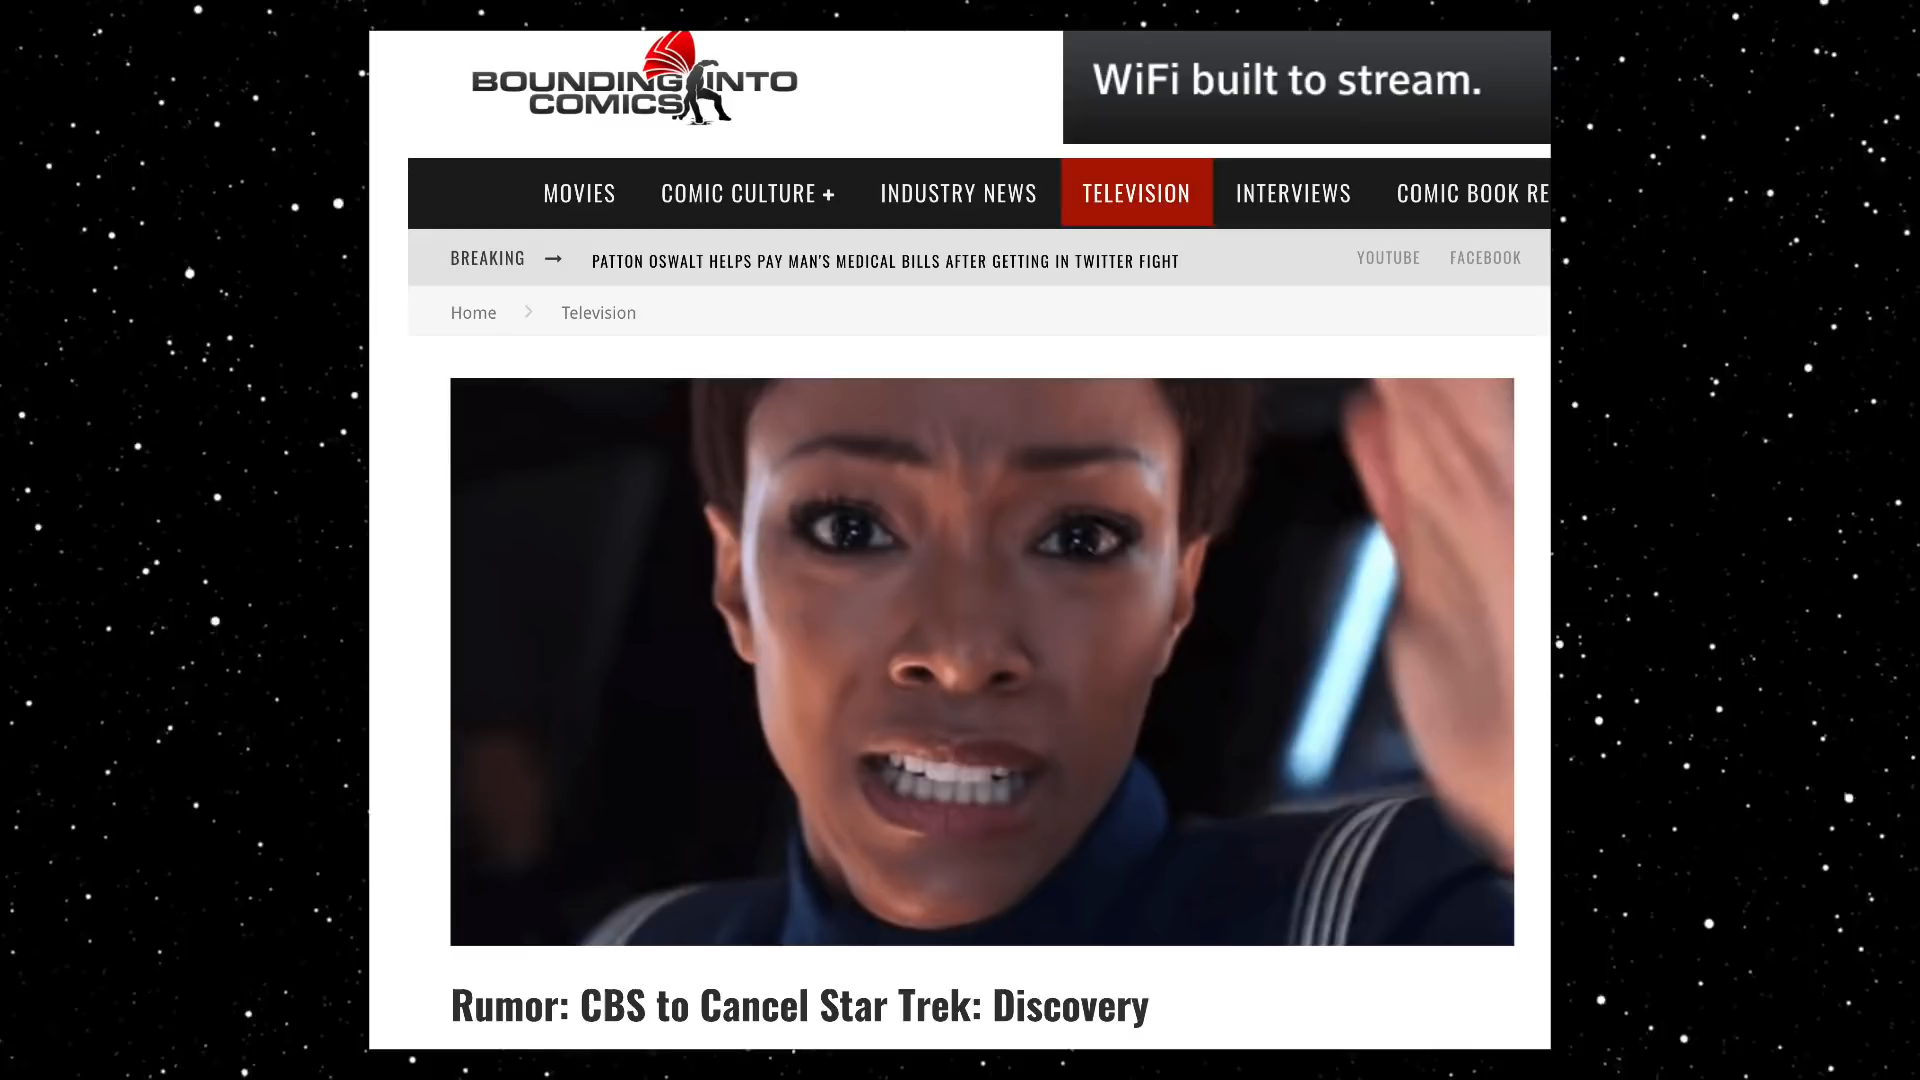 BOUNDING INTO
COMICS
WiFi built to stream.
MOVIES COMIC CULTURE + INDUSTRY NEWS TELEVISION INTERVIEWS COMIC BOOK RE
BREAKING → PATTON OSWALT HELPS PAY MAN'S MEDICAL BILLS AFTER GETTING IN TWITTER FIGHT YOUTUBE FACEBOOK
Home > Television
Rumor: CBS to Cancel Star Trek: Discovery